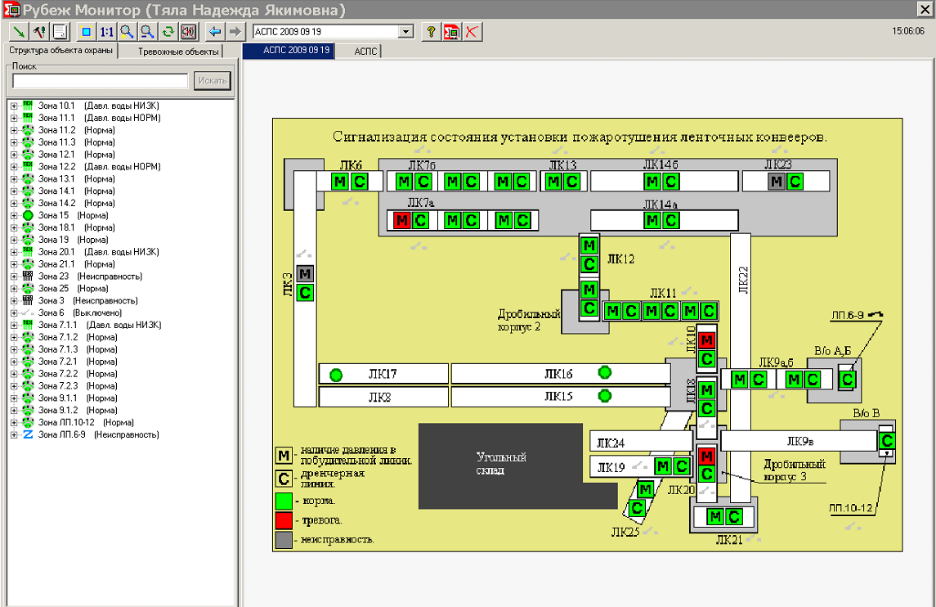 Рубеж Монитор (Тяла Надежда Якимовна)
1:1
АСПС 2009 09 19
?
15:06:06
Структура объекта охраны
Тревожные объекты
АСПС 2009 09 19
АСПС
Поиск
Искать
Зона 10.1 (Давл. воды НИЗК)
Зона 11.1 (Давл. воды НОРМ)
Зона 11.2 (Норма)
Зона 11.3 (Норма)
Зона 12.1 (Норма)
Зона 12.2 (Давл. воды НОРМ)
Зона 13.1 (Норма)
Зона 14.1 (Норма)
Зона 14.2 (Норма)
Зона 15 (Норма)
Зона 18.1 (Норма)
Зона 19 (Норма)
Зона 20.1 (Давл. воды НИЗК)
Зона 21.1 (Норма)
Зона 23 (Неисправность)
Зона 25 (Норма)
Зона 3 (Неисправность)
Зона 6 (Выключено)
Зона 7.1.1 (Давл. воды НИЗК)
Зона 7.1.2 (Норма)
Зона 7.1.3 (Норма)
Зона 7.2.1 (Норма)
Зона 7.2.2 (Норма)
Зона 7.2.3 (Норма)
Зона 9.1.1 (Норма)
Зона 9.1.2 (Норма)
Зона ЛП.10-12 (Норма)
Зона ЛП.6-9 (Неисправность)
Сигнализация состояния установки пожаротушения ленточных конвееров.
ЛК6 ЛК7б ЛК13 ЛК14б ЛК23
М С М С М С М С М С М С М С
ЛК7а ЛК14а
М С М С М С М С
ЛК3
М
С
М
С
ЛК12
М
С
ЛК22
ЛК11
М С М С М С
Дробильный
корпус 2
ЛК10
М
С
ЛП.6-9
В/о А,Б
ЛК9а,б
М С М С С
ЛК17 ЛК16
ЛК8 ЛК15
ЛК18
М
С
В/о В
ЛК24 ЛК9в С
ЛК19 М С
М
С
Дробильный
корпус 3
ЛК20
Угольный
склад
М
С
ЛК25
М С
ЛК21
ЛП.10-12
М - наличие давления в
побудительной линии.
С - дренчерная
линия.
- норма.
- тревога.
- неисправность.